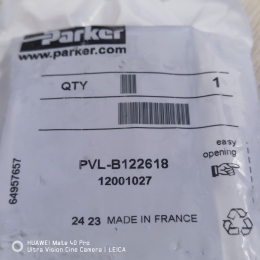 Parker
www.parker.com
QTY 1
PVL-B122618
12001027
easy
opening
64957657
24 23 MADE IN FRANCE
HUAWEI Mate 40 Pro
Ultra Vision Cine Camera | LEICA